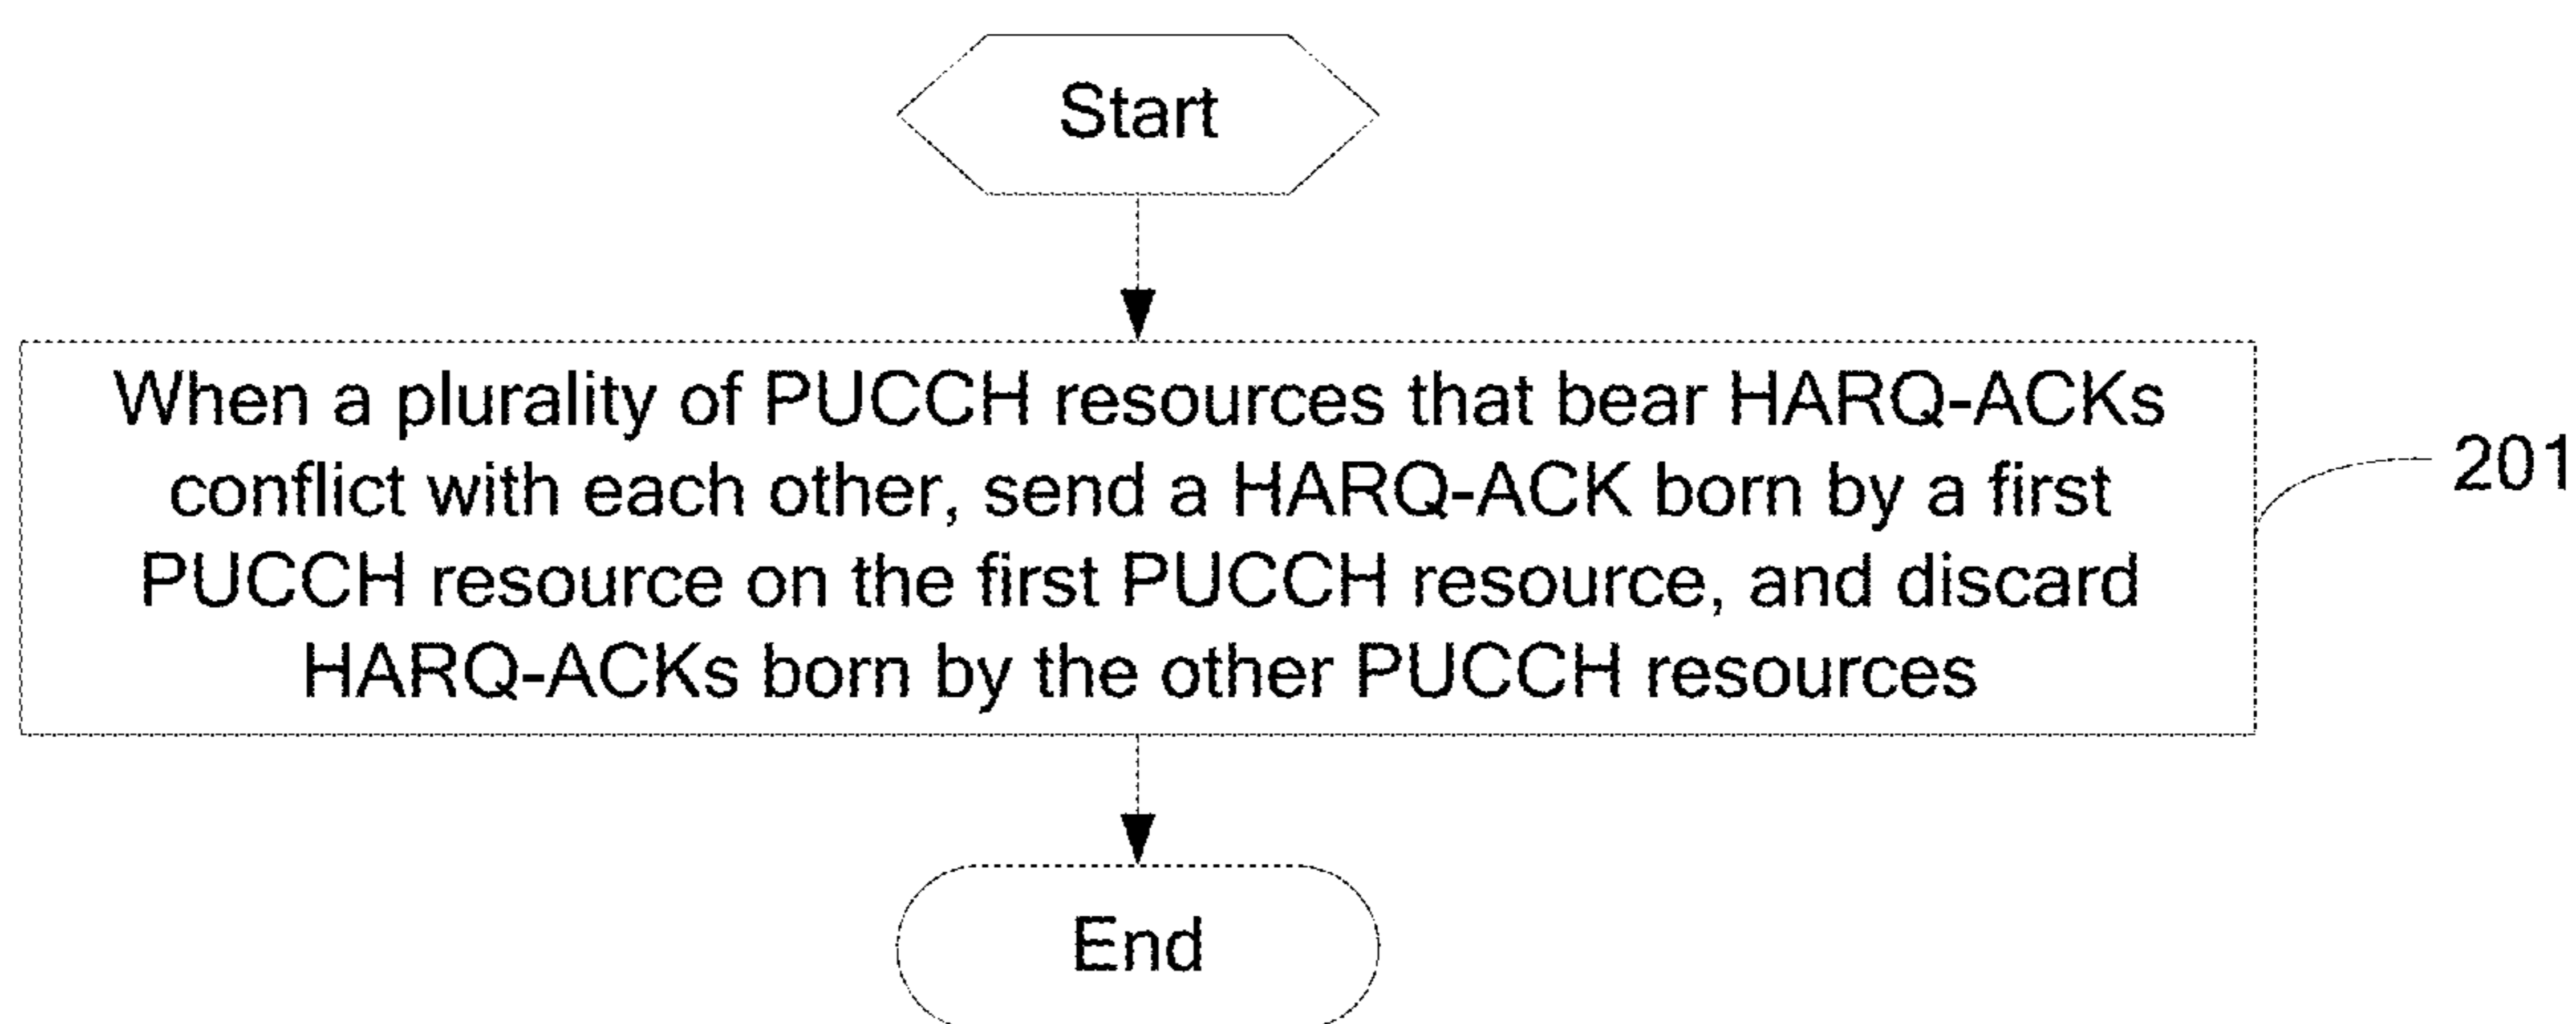 Start
When a plurality of PUCCH resources that bear HARQ-ACKs
conflict with each other, send a HARQ-ACK born by a first
PUCCH resource on the first PUCCH resource, and discard
HARQ-ACKs born by the other PUCCH resources
201
End